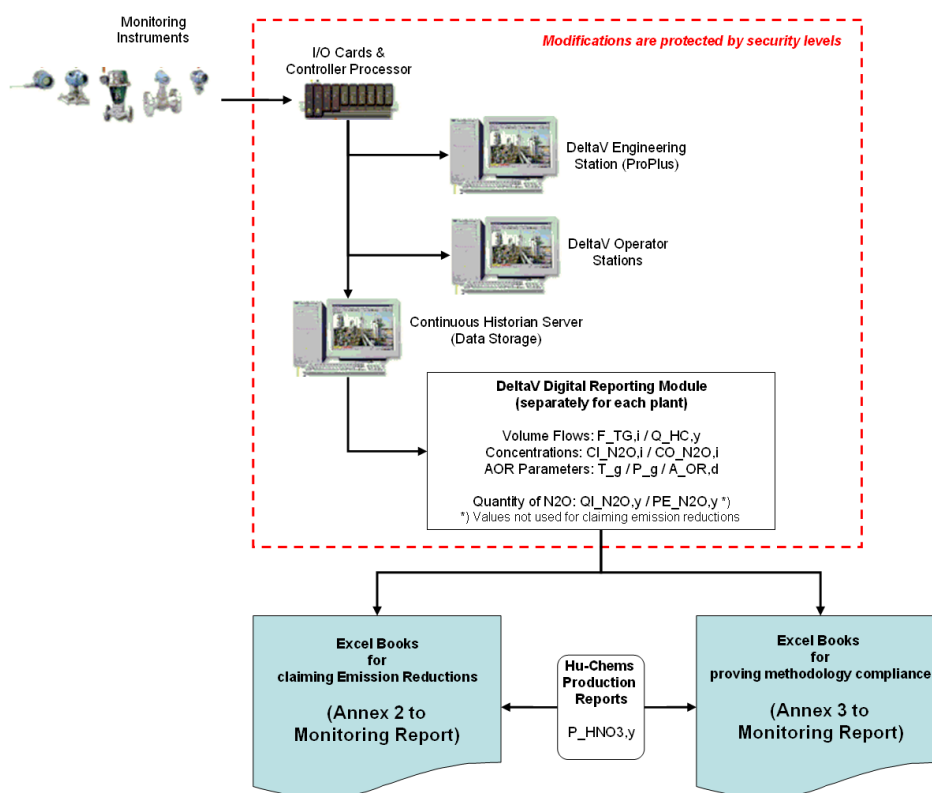 Monitoring
Instruments
Modifications are protected by security levels
I/O Cards &
Controller Processor
DeltaV Engineering
Station (ProPlus)
DeltaV Operator
Stations
Continuous Historian Server
(Data Storage)
DeltaV Digital Reporting Module
(separately for each plant)
Volume Flows: F_TG,i / Q_HC,y
Concentrations: CI_N2O,i / CO_N2O,i
AOR Parameters: T_g / P_g / A_OR,d
Quantity of N2O: QI_N2O,y / PE_N2O,y *)
*) Values not used for claiming emission reductions
Excel Books
for
claiming Emission Reductions
(Annex 2 to
Monitoring Report)
Hu-Chems
Production
Reports
P_HNO3,y
Excel Books
for
proving methodology compliance
(Annex 3 to
Monitoring Report)